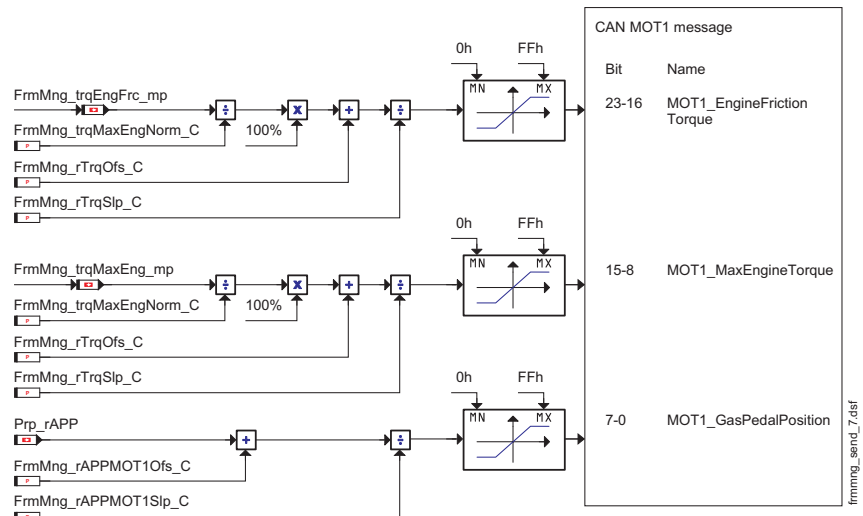 CAN MOT1 message
0h FFh
Bit Name
MN MX
FrmMng_trqEngFrc_mp
23-16 MOT1_EngineFriction
Torque
FrmMng_trqMaxEngNorm_C 100%
FrmMng_rTrqOfs_C
P
FrmMng_rTrqSlp_C
P
0h FFh
MN MX
FrmMng_trqMaxEng_mp
15-8 MOT1_MaxEngineTorque
FrmMng_trqMaxEngNorm_C 100%
P
FrmMng_rTrqOfs_C
P
FrmMng_rTrqSlp_C
P
0h FFh
MN MX
Prp_rAPP
7-0 MOT1_GasPedalPosition
FrmMng_rAPPMOT1Ofs_C
P
FrmMng_rAPPMOT1Slp_C
frmmng_send_7.dsf